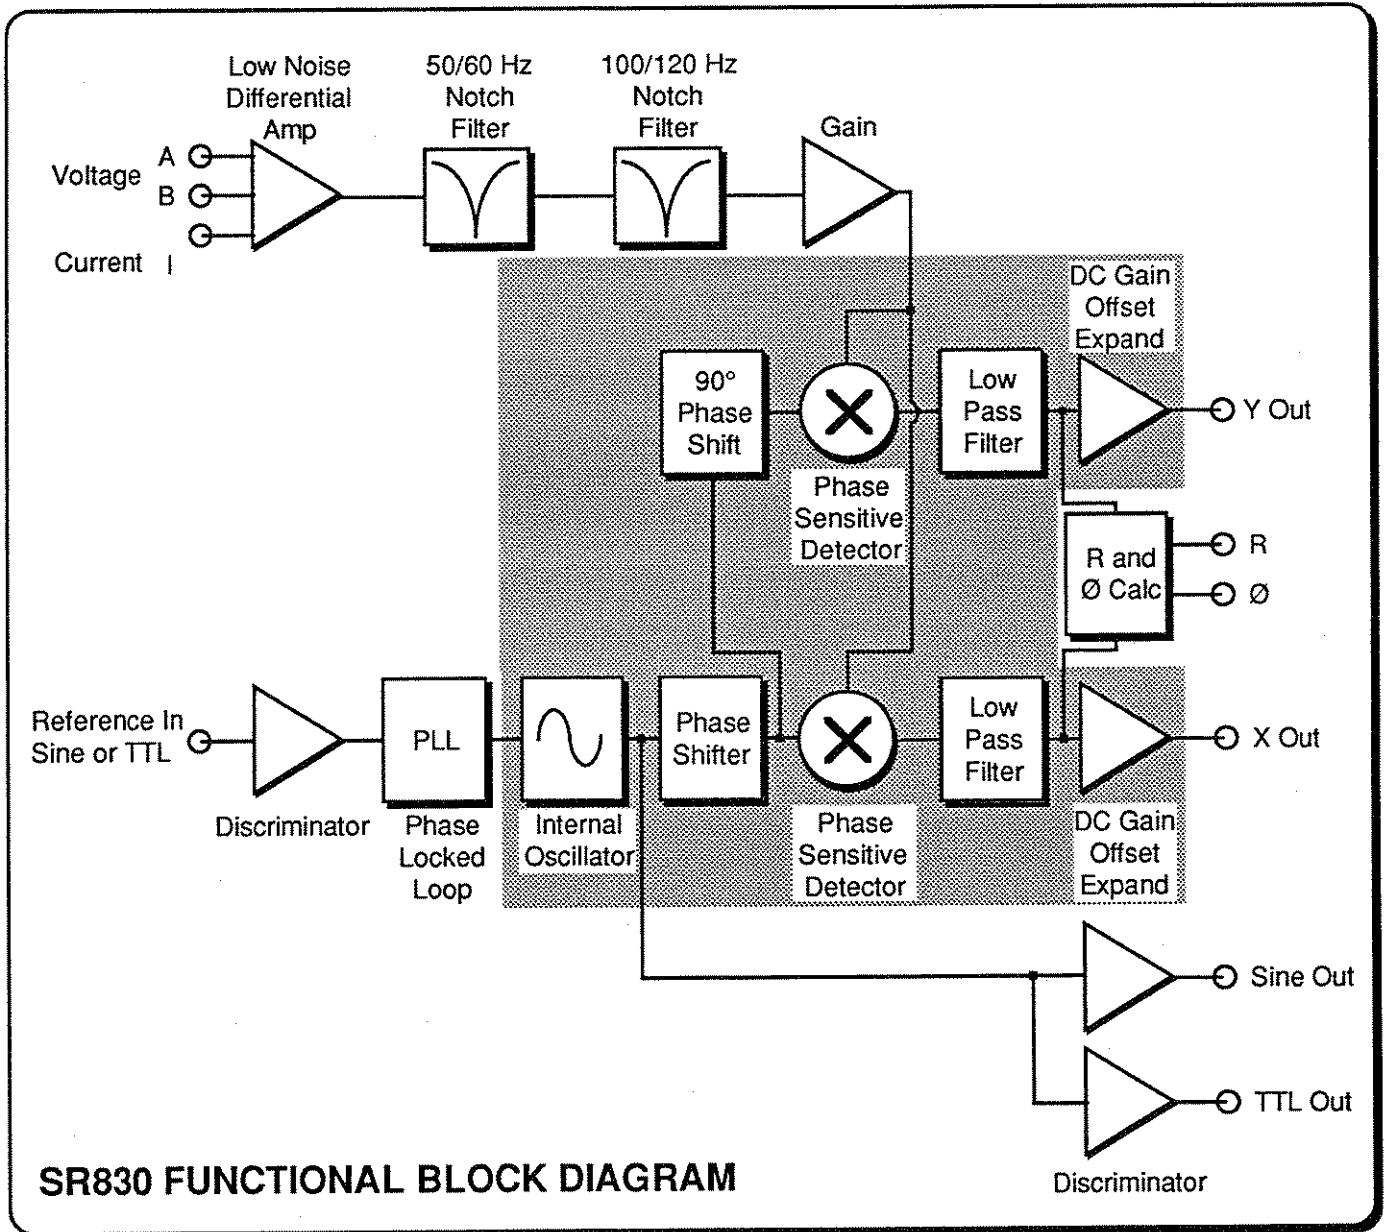 Low Noise
Differential
Amp
50/60 Hz
Notch
Filter
100/120 Hz
Notch
Filter
Gain
Voltage
A
B
Current I
DC Gain
Offset
Expand
90°
Phase
Shift
Low
Pass
Filter
Y Out
Phase
Sensitive
Detector
R and
Ø Calc
R
Ø
Reference In
Sine or TTL
Discriminator
PLL
Phase
Locked
Loop
Internal
Oscillator
Phase
Shifter
Phase
Sensitive
Detector
Low
Pass
Filter
X Out
DC Gain
Offset
Expand
Sine Out
TTL Out
Discriminator
SR830 FUNCTIONAL BLOCK DIAGRAM